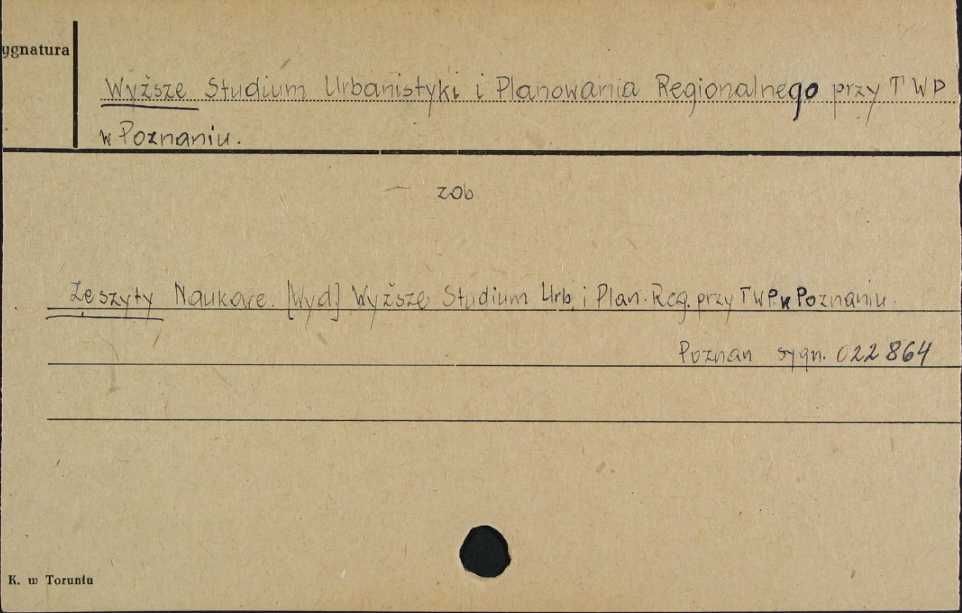 ygnatura
Wyższe Studium Urbanistyki i Planowania Regionalnego przy TWP
w Poznaniu.
zob
Zeszyty Naukowe. [Wyd] Wyższe Studium Urb. i Plan. Reg. przy TWP w Poznaniu.
Poznań sygn. 022864
K. w Toruniu